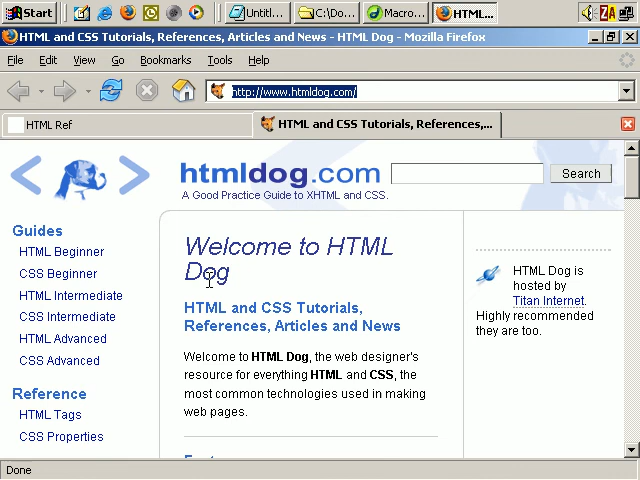 Start
Untitl...
C:\Do...
Macro...
HTML...
HTML and CSS Tutorials, References, Articles and News - HTML Dog - Mozilla Firefox
File Edit View Go Bookmarks Tools Help
http://www.htmldog.com/
HTML Ref
HTML and CSS Tutorials, References,...
htmldog.com
Search
A Good Practice Guide to XHTML and CSS.
Guides
HTML Beginner
CSS Beginner
HTML Intermediate
CSS Intermediate
HTML Advanced
CSS Advanced
Reference
HTML Tags
CSS Properties
Welcome to HTML
Dog
HTML and CSS Tutorials,
References, Articles and News
Welcome to HTML Dog, the web designer's
resource for everything HTML and CSS, the
most common technologies used in making
web pages.
HTML Dog is
hosted by
Titan Internet.
Highly recommended
they are too.
Done